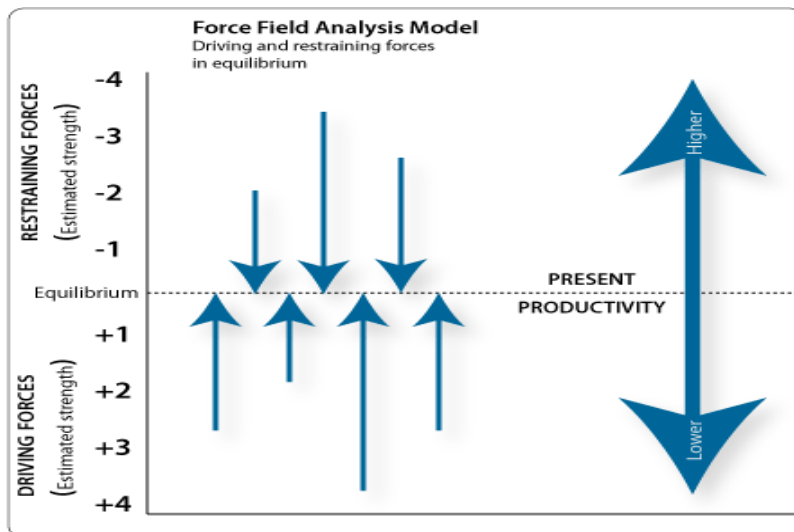 Force Field Analysis Model
Driving and restraining forces
in equilibrium
RESTRAINING FORCES
(Estimated strength)
-4
-3
-2
-1
Equilibrium
PRESENT
PRODUCTIVITY
DRIVING FORCES
(Estimated strength)
+1
+2
+3
+4
Higher
Lower